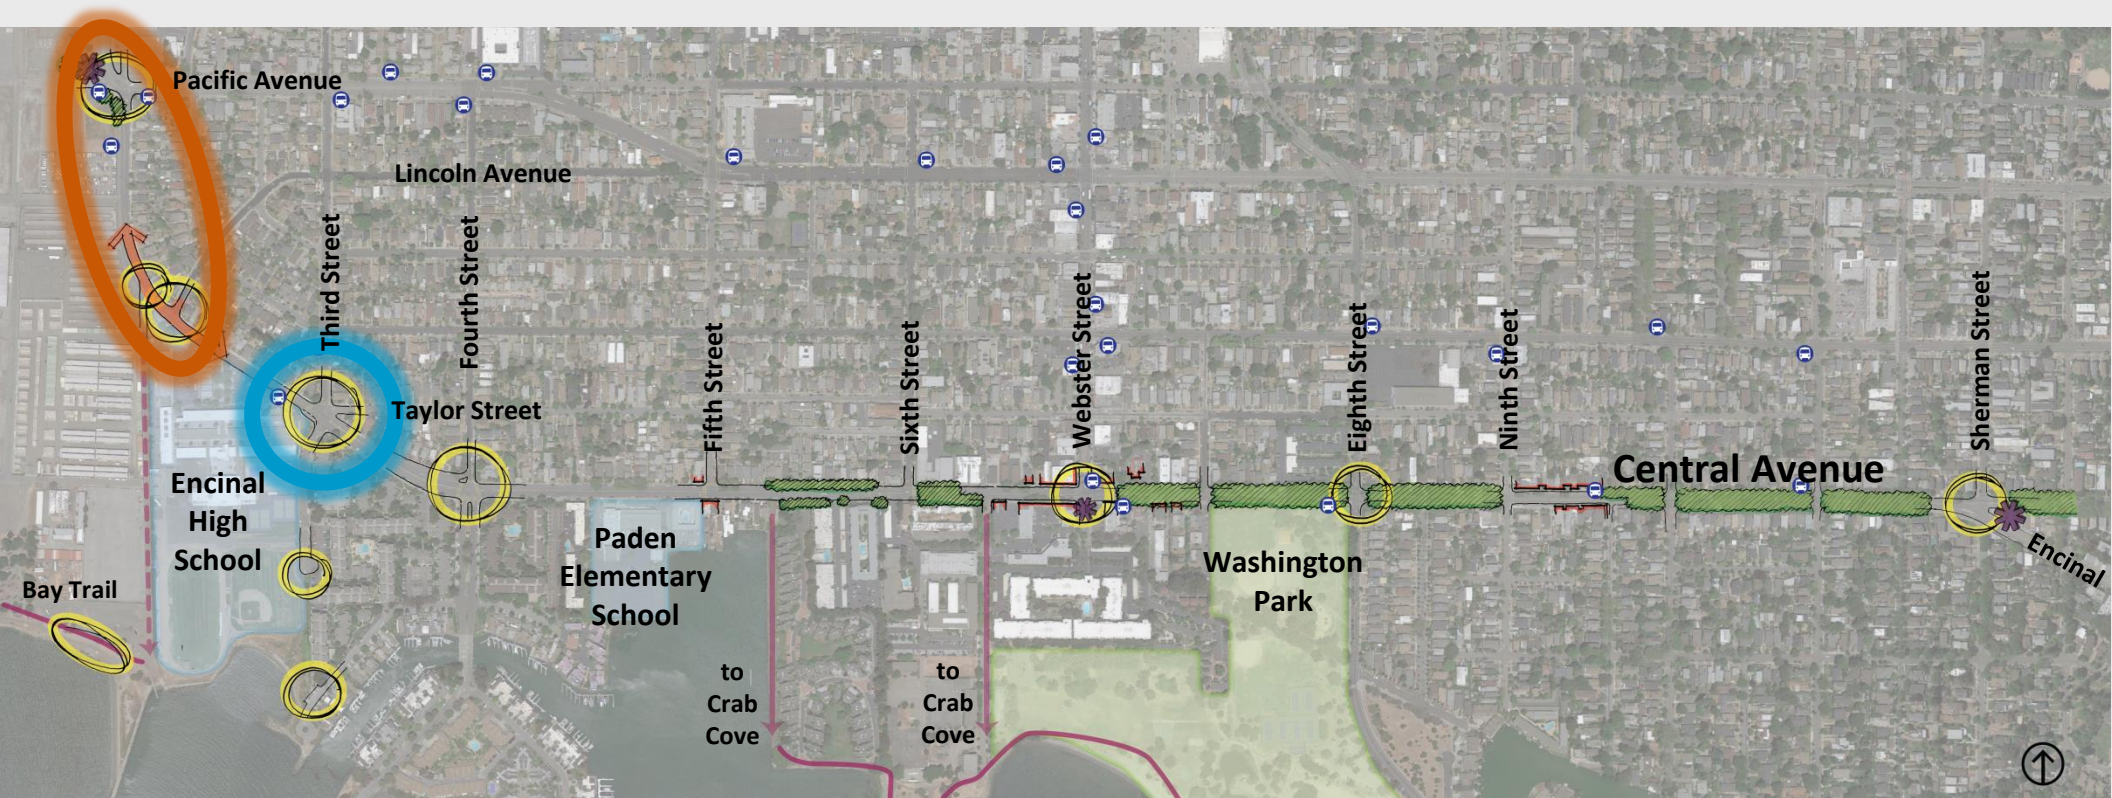 Pacific Avenue
Lincoln Avenue
Third Street
Fourth Street
Fifth Street
Sixth Street
Webster Street
Eighth Street
Ninth Street
Sherman Street
Taylor Street
Central Avenue
Encinal
High
School
Paden
Elementary
School
Washington
Park
Encinal
Bay Trail
to
Crab
Cove
to
Crab
Cove